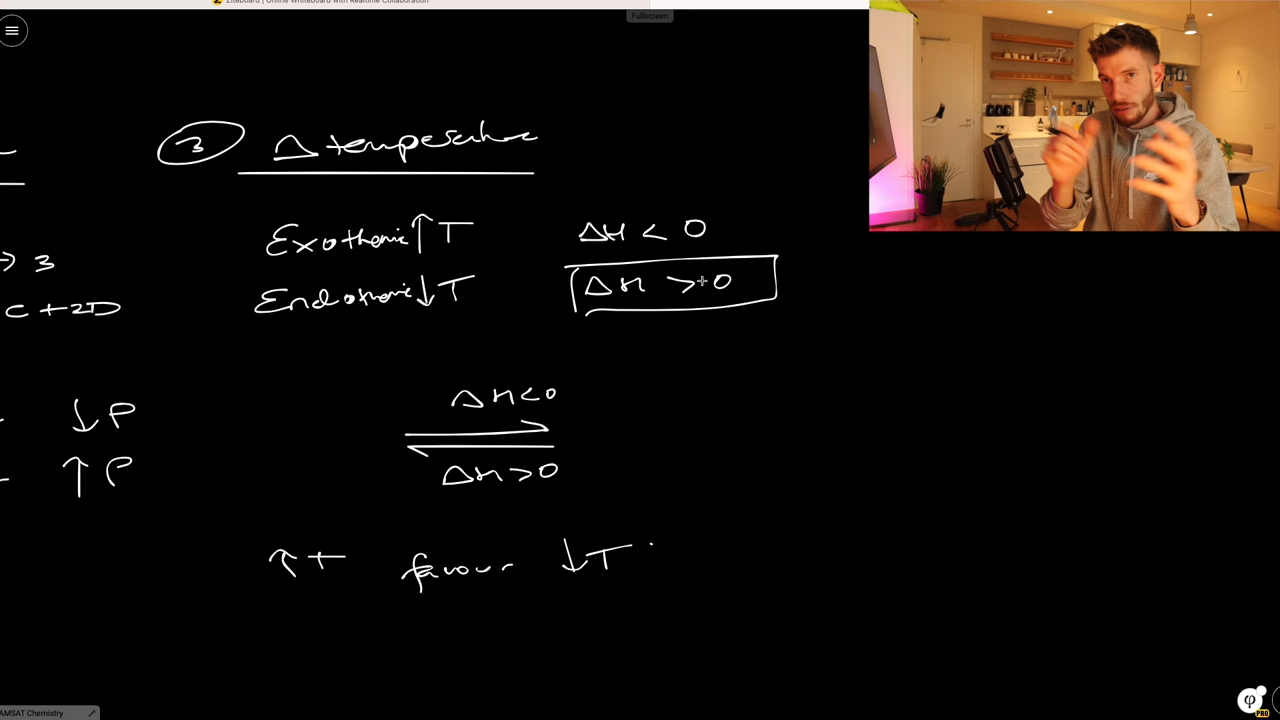 Ziteboard | Online Whiteboard with Realtime Collaboration
Fullscreen
3 Δ temperature
Exothermic ↑ T ΔH < 0
Endothermic ↓ T ΔH > 0
→ 3
C + 2D
ΔH < 0
ΔH > 0
↓ P
↑ P
↑ T favour ↓ T
AMSAT Chemistry
φ PRO